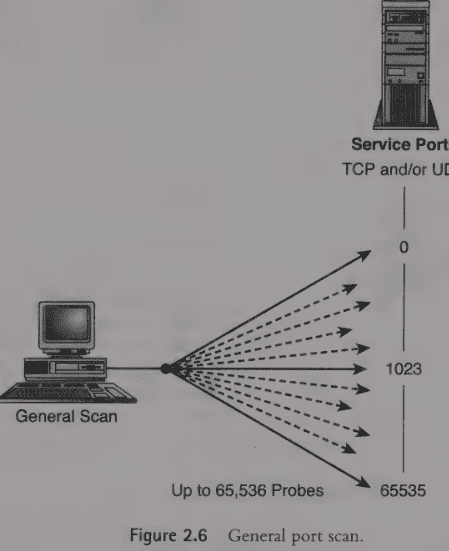 Service Port
TCP and/or UD
0
1023
General Scan
Up to 65,536 Probes
65535
Figure 2.6 General port scan.